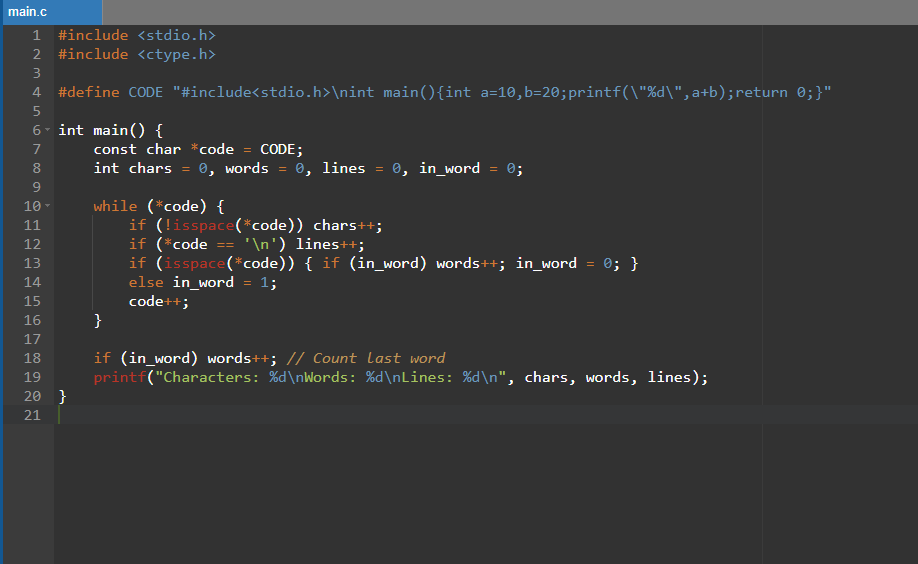 main.c
1 #include <stdio.h>
2 #include <ctype.h>
3
4 #define CODE "#include<stdio.h>\nint main(){int a=10,b=20;printf(\"%d\",a+b);return 0;}"
5
6 int main() {
7     const char *code = CODE;
8     int chars = 0, words = 0, lines = 0, in_word = 0;
9
10     while (*code) {
11         if (!isspace(*code)) chars++;
12         if (*code == '\n') lines++;
13         if (isspace(*code)) { if (in_word) words++; in_word = 0; }
14         else in_word = 1;
15         code++;
16     }
17
18     if (in_word) words++; // Count last word
19     printf("Characters: %d\nWords: %d\nLines: %d\n", chars, words, lines);
20 }
21